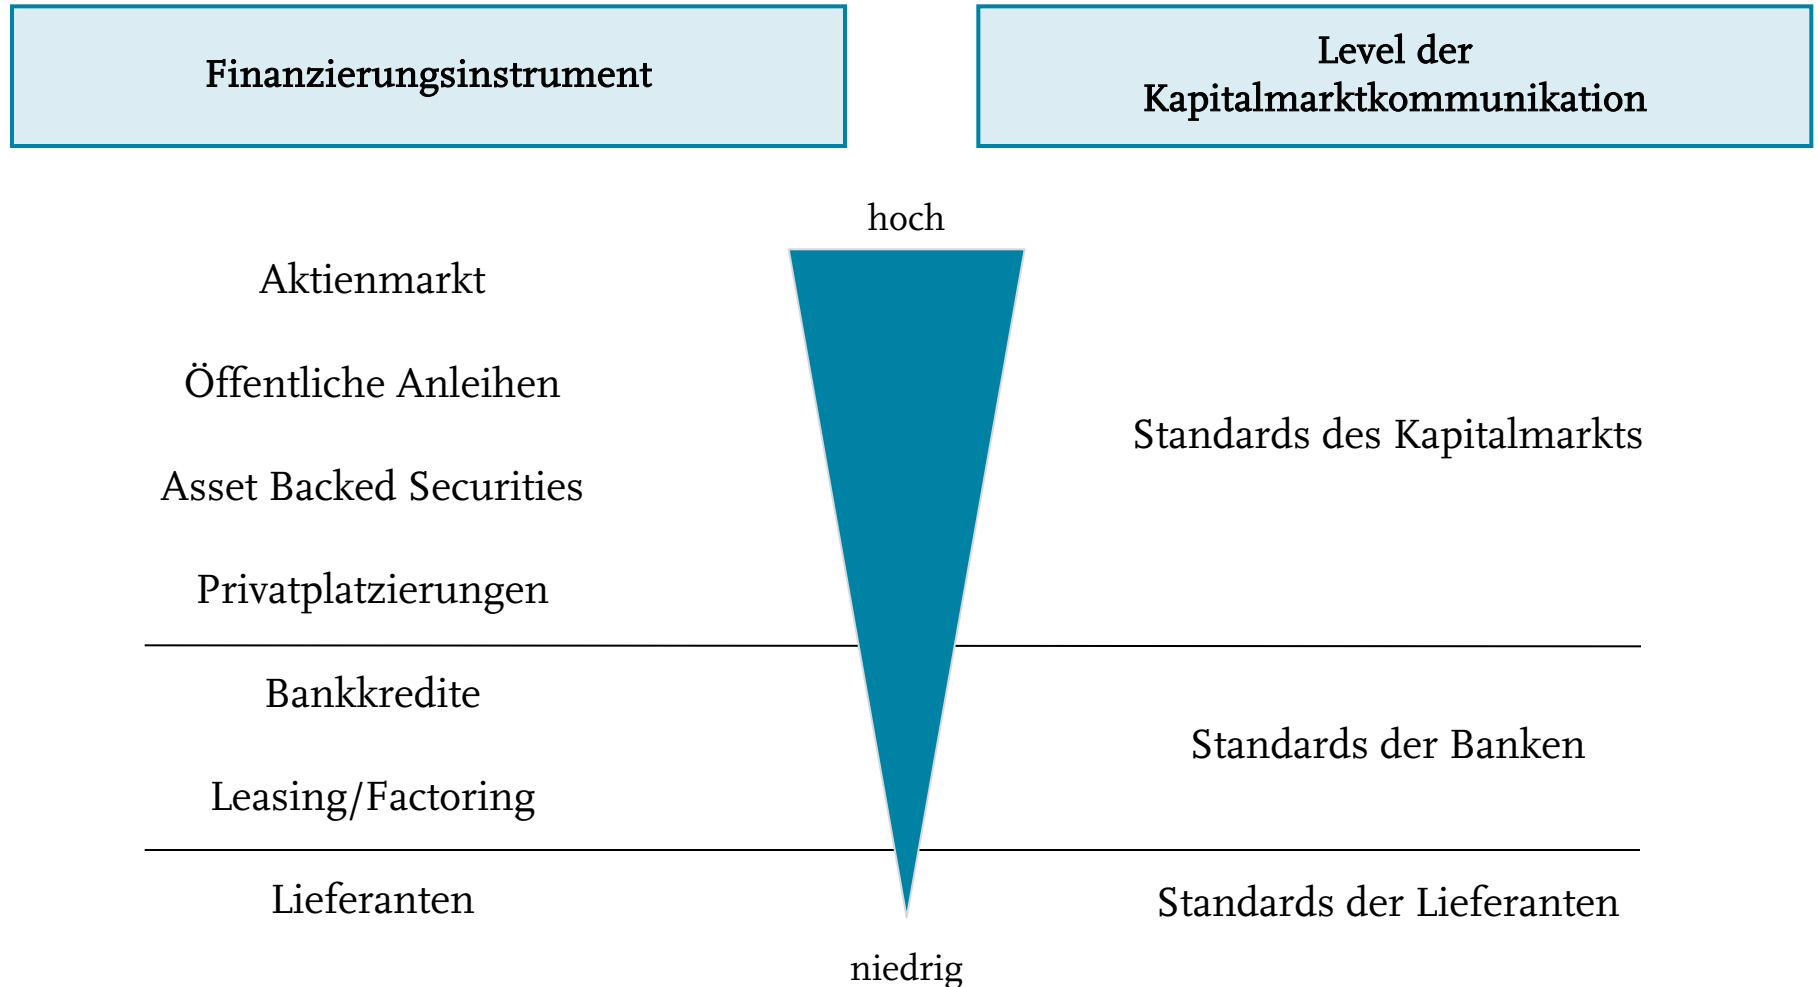 Finanzierungsinstrument
Level der
Kapitalmarktkommunikation
hoch
Aktienmarkt
Öffentliche Anleihen
Standards des Kapitalmarkts
Asset Backed Securities
Privatplatzierungen
Bankkredite
Standards der Banken
Leasing/Factoring
Lieferanten
Standards der Lieferanten
niedrig